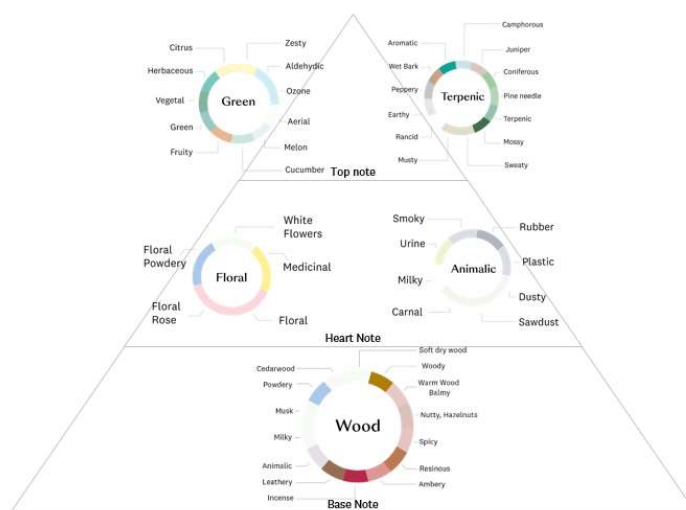 Citrus
Zesty
Herbaceous
Aldehydic
Vegetal
Green
Ozone
Green
Aerial
Fruity
Melon
Cucumber
Camphorous
Aromatic
Juniper
Wet Bark
Coniferous
Peppery
Terpenic
Pine needle
Earthy
Terpenic
Rancid
Mossy
Musty
Sweaty
Top note
White
Flowers
Floral
Powdery
Medicinal
Floral
Floral
Rose
Floral
Smoky
Rubber
Urine
Animalic
Plastic
Milky
Dusty
Carnal
Sawdust
Heart Note
Soft dry wood
Cedarwood
Woody
Powdery
Warm Wood
Balmy
Musk
Nutty, Hazelnuts
Wood
Milky
Spicy
Animalic
Resinous
Leathery
Ambery
Incense
Base Note